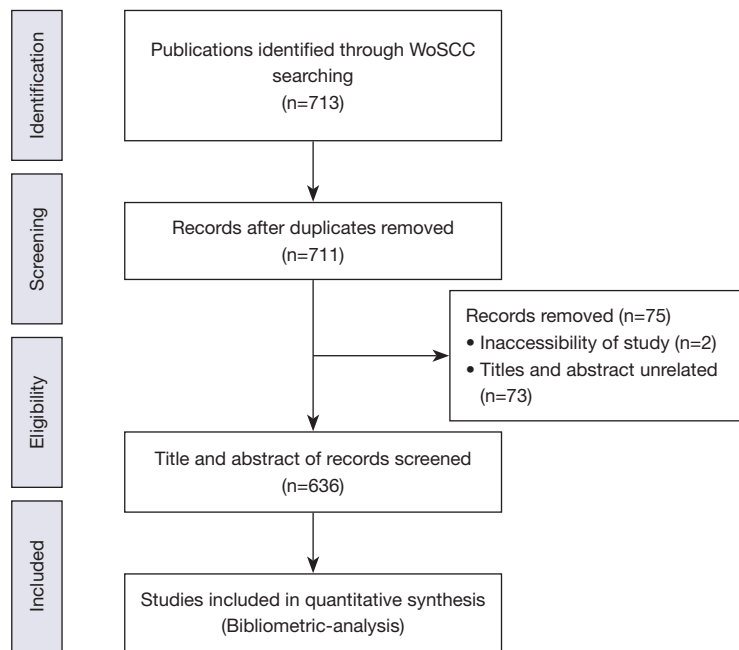 Identification
Publications identified through WoSCC
searching
(n=713)
Screening
Records after duplicates removed
(n=711)
Records removed (n=75)
• Inaccessibility of study (n=2)
• Titles and abstract unrelated
(n=73)
Eligibility
Title and abstract of records screened
(n=636)
Included
Studies included in quantitative synthesis
(Bibliometric-analysis)